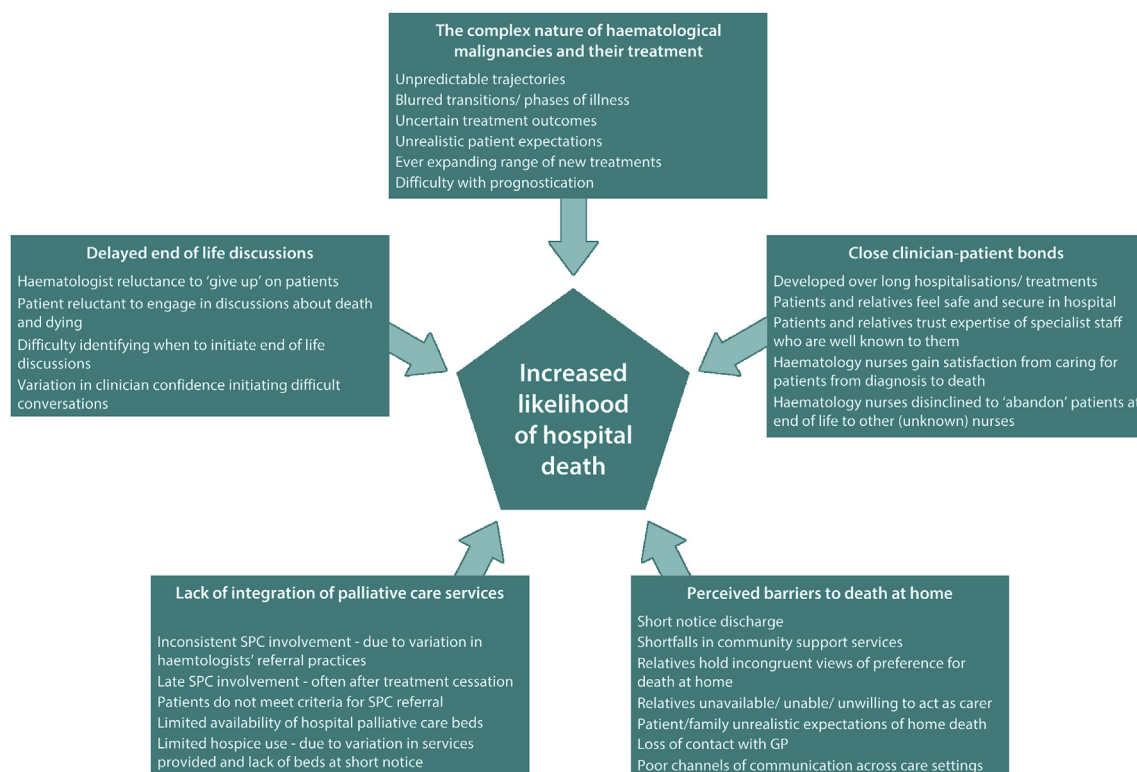 The complex nature of haematological
malignancies and their treatment
Unpredictable trajectories
Blurred transitions/ phases of illness
Uncertain treatment outcomes
Unrealistic patient expectations
Ever expanding range of new treatments
Difficulty with prognostication
Delayed end of life discussions
Haematologist reluctance to ‘give up’ on patients
Patient reluctant to engage in discussions about death
and dying
Difficulty identifying when to initiate end of life
discussions
Variation in clinician confidence initiating difficult
conversations
Close clinician-patient bonds
Developed over long hospitalisations/ treatments
Patients and relatives feel safe and secure in hospital
Patients and relatives trust expertise of specialist staff
who are well known to them
Haematology nurses gain satisfaction from caring for
patients from diagnosis to death
Haematology nurses disinclined to ‘abandon’ patients at
end of life to other (unknown) nurses
Increased
likelihood
of hospital
death
Lack of integration of palliative care services
Inconsistent SPC involvement - due to variation in
haemtologists’ referral practices
Late SPC involvement - often after treatment cessation
Patients do not meet criteria for SPC referral
Limited availability of hospital palliative care beds
Limited hospice use - due to variation in services
provided and lack of beds at short notice
Perceived barriers to death at home
Short notice discharge
Shortfalls in community support services
Relatives hold incongruent views of preference for
death at home
Relatives unavailable/ unable/ unwilling to act as carer
Patient/family unrealistic expectations of home death
Loss of contact with GP
Poor channels of communication across care settings